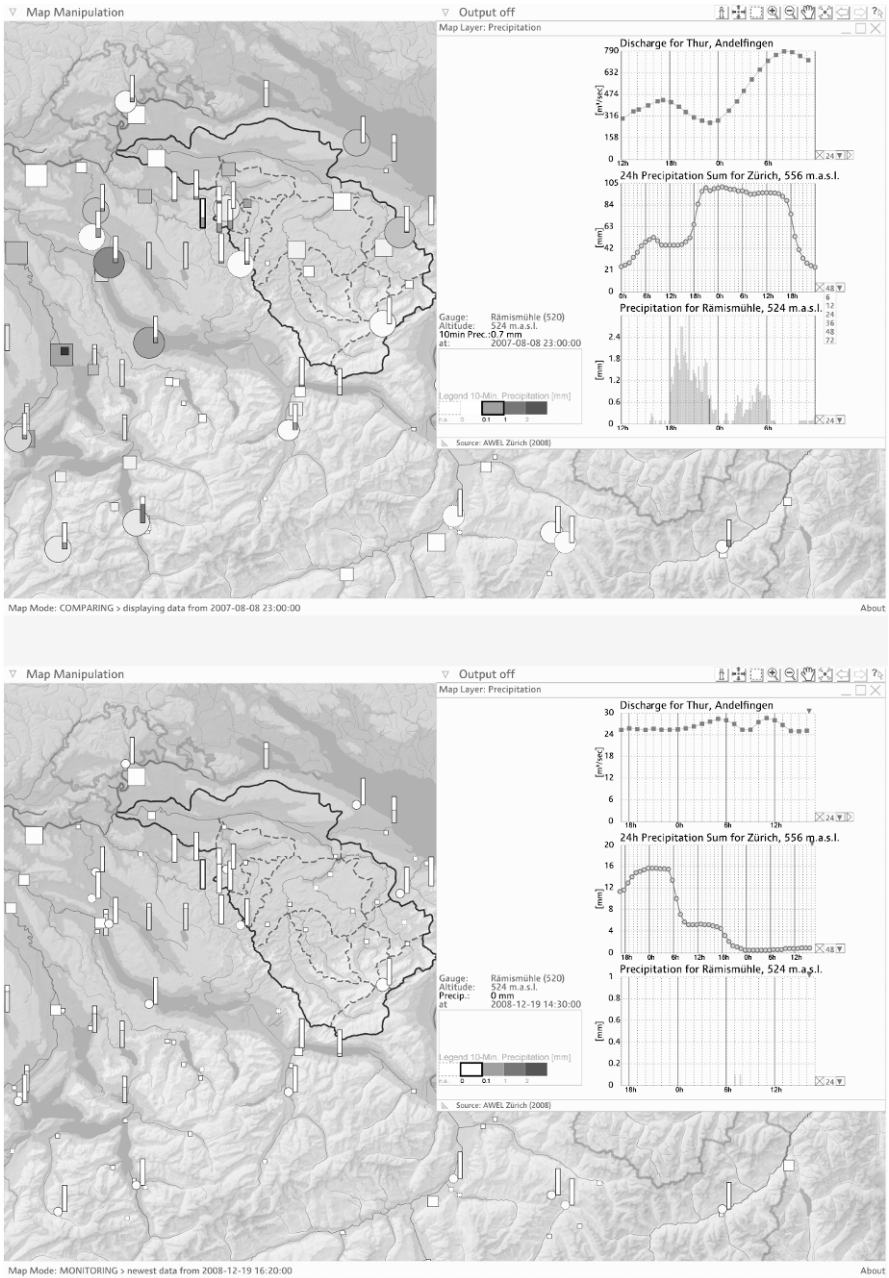 ▽ Map Manipulation
▽ Output off
Map Layer: Precipitation
Discharge for Thur, Andelfingen
[m³/sec]
790
632
474
316
158
0
12h 18h 0h 6h
24
24h Precipitation Sum for Zürich, 556 m.a.s.l.
[mm]
105
84
63
42
21
0
0h 6h 12h 18h 0h 6h 12h 18h
48
6
12
24
36
48
72
Gauge: Rämismühle (520)
Altitude: 524 m.a.s.l.
10min Prec.:0.7 mm
at: 2007-08-08 23:00:00
Precipitation for Rämismühle, 524 m.a.s.l.
[mm]
2.4
1.8
1.2
0.6
0
12h 18h 0h 6h
24
Legend 10-Min. Precipitation [mm]
n.a. 0 0.1 1 2
Source: AWEL Zürich (2008)
Map Mode: COMPARING > displaying data from 2007-08-08 23:00:00
About
▽ Map Manipulation
▽ Output off
Map Layer: Precipitation
Discharge for Thur, Andelfingen
[m³/sec]
30
24
18
12
6
0
18h 0h 6h 12h
24
24h Precipitation Sum for Zürich, 556 m.a.s.l.
[mm]
20
16
12
8
4
0
18h 0h 6h 12h 18h 0h 6h 12h
48
Gauge: Rämismühle (520)
Altitude: 524 m.a.s.l.
Precip.: 0 mm
at 2008-12-19 14:30:00
Precipitation for Rämismühle, 524 m.a.s.l.
[mm]
1
0.8
0.6
0.4
0.2
0
18h 0h 6h 12h
24
Legend 10-Min. Precipitation [mm]
n.a. 0 0.1 1 2
Source: AWEL Zürich (2008)
Map Mode: MONITORING > newest data from 2008-12-19 16:20:00
About